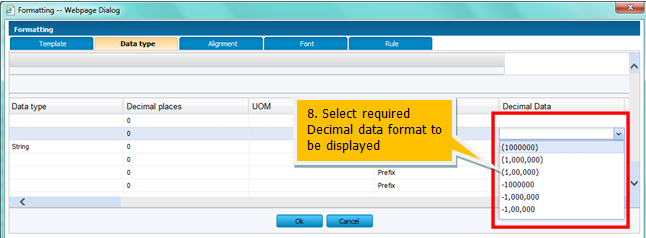 Formatting -- Webpage Dialog
Formatting
Template
Data type
Alignment
Font
Rule
Data type
Decimal places
UOM
Decimal Data
0
0
String
0
0
0
Prefix
0
Prefix
8. Select required
Decimal data format to
be displayed
(1000000)
(1,000,000)
(1,00,000)
-1000000
-1,000,000
-1,00,000
Ok
Cancel